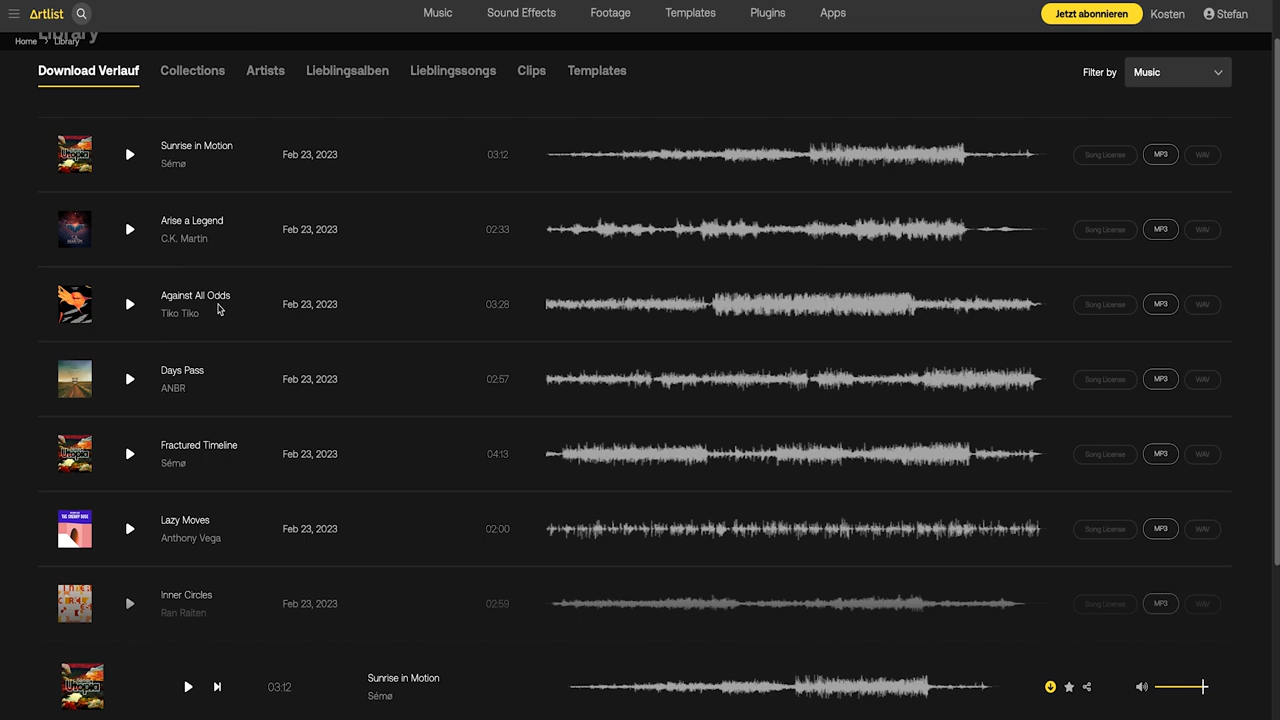 Artlist
Music
Sound Effects
Footage
Templates
Plugins
Apps
Jetzt abonnieren
Kosten
Stefan
Library
Home > Library
Download Verlauf
Collections
Artists
Lieblingsalben
Lieblingssongs
Clips
Templates
Filter by
Music
Utopia
Sunrise in Motion
Sémø
Feb 23, 2023
03:12
Song License
MP3
WAV
Arise a Legend
C.K. Martin
Feb 23, 2023
02:33
Song License
MP3
WAV
Against All Odds
Tiko Tiko
Feb 23, 2023
03:28
Song License
MP3
WAV
Days Pass
ANBR
Feb 23, 2023
02:57
Song License
MP3
WAV
Utopia
Fractured Timeline
Sémø
Feb 23, 2023
04:13
Song License
MP3
WAV
Lazy Moves
Anthony Vega
Feb 23, 2023
02:00
Song License
MP3
WAV
Inner Circles
Ran Raiten
Feb 23, 2023
02:59
Song License
MP3
WAV
Utopia
03:12
Sunrise in Motion
Sémø